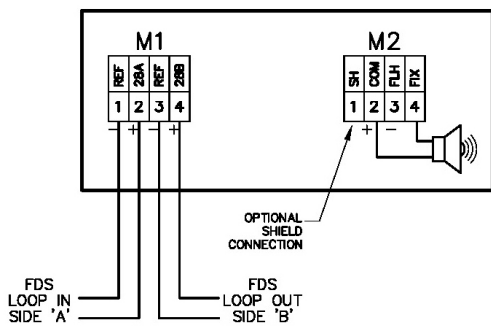 M1
REF 28A REF 28B
1 2 3 4
- + - +
M2
SH COM FLH FIX
1 2 3 4
+ -
OPTIONAL
SHIELD
CONNECTION
FDS
LOOP IN
SIDE 'A'
FDS
LOOP OUT
SIDE 'B'